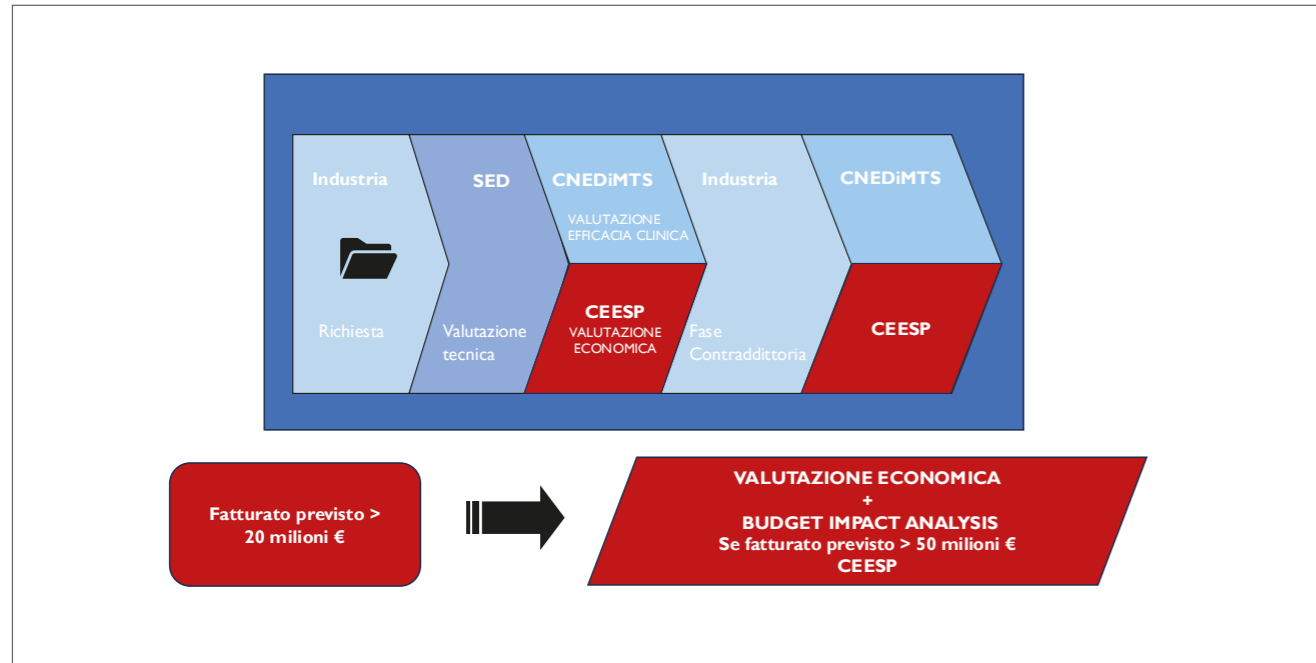 Industria
Richiesta
SED
Valutazione
tecnica
CNEDiMTS
VALUTAZIONE
EFFICACIA CLINICA
CEESP
VALUTAZIONE
ECONOMICA
Industria
Fase
Contraddittoria
CNEDiMTS
CEESP
Fatturato previsto >
20 milioni €
VALUTAZIONE ECONOMICA
+
BUDGET IMPACT ANALYSIS
Se fatturato previsto > 50 milioni €
CEESP